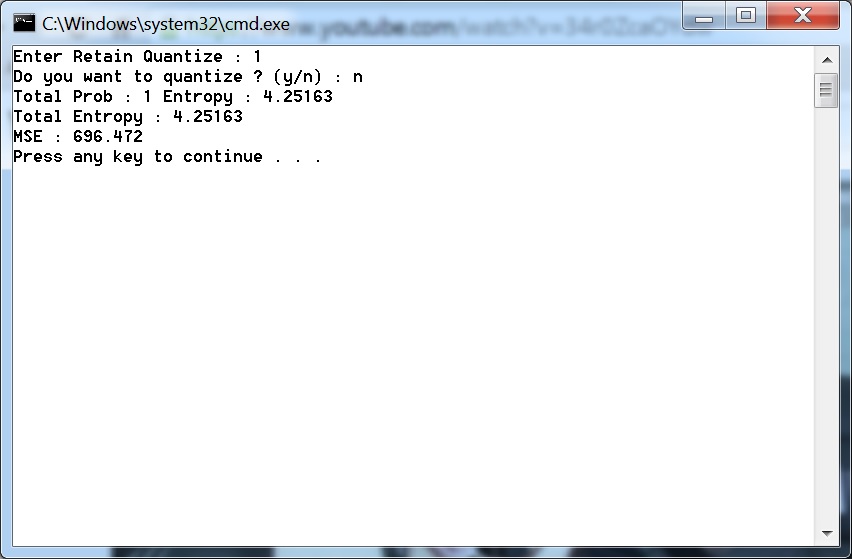 C:\Windows\system32\cmd.exe
Enter Retain Quantize : 1
Do you want to quantize ? (y/n) : n
Total Prob : 1 Entropy : 4.25163
Total Entropy : 4.25163
MSE : 696.472
Press any key to continue . . .